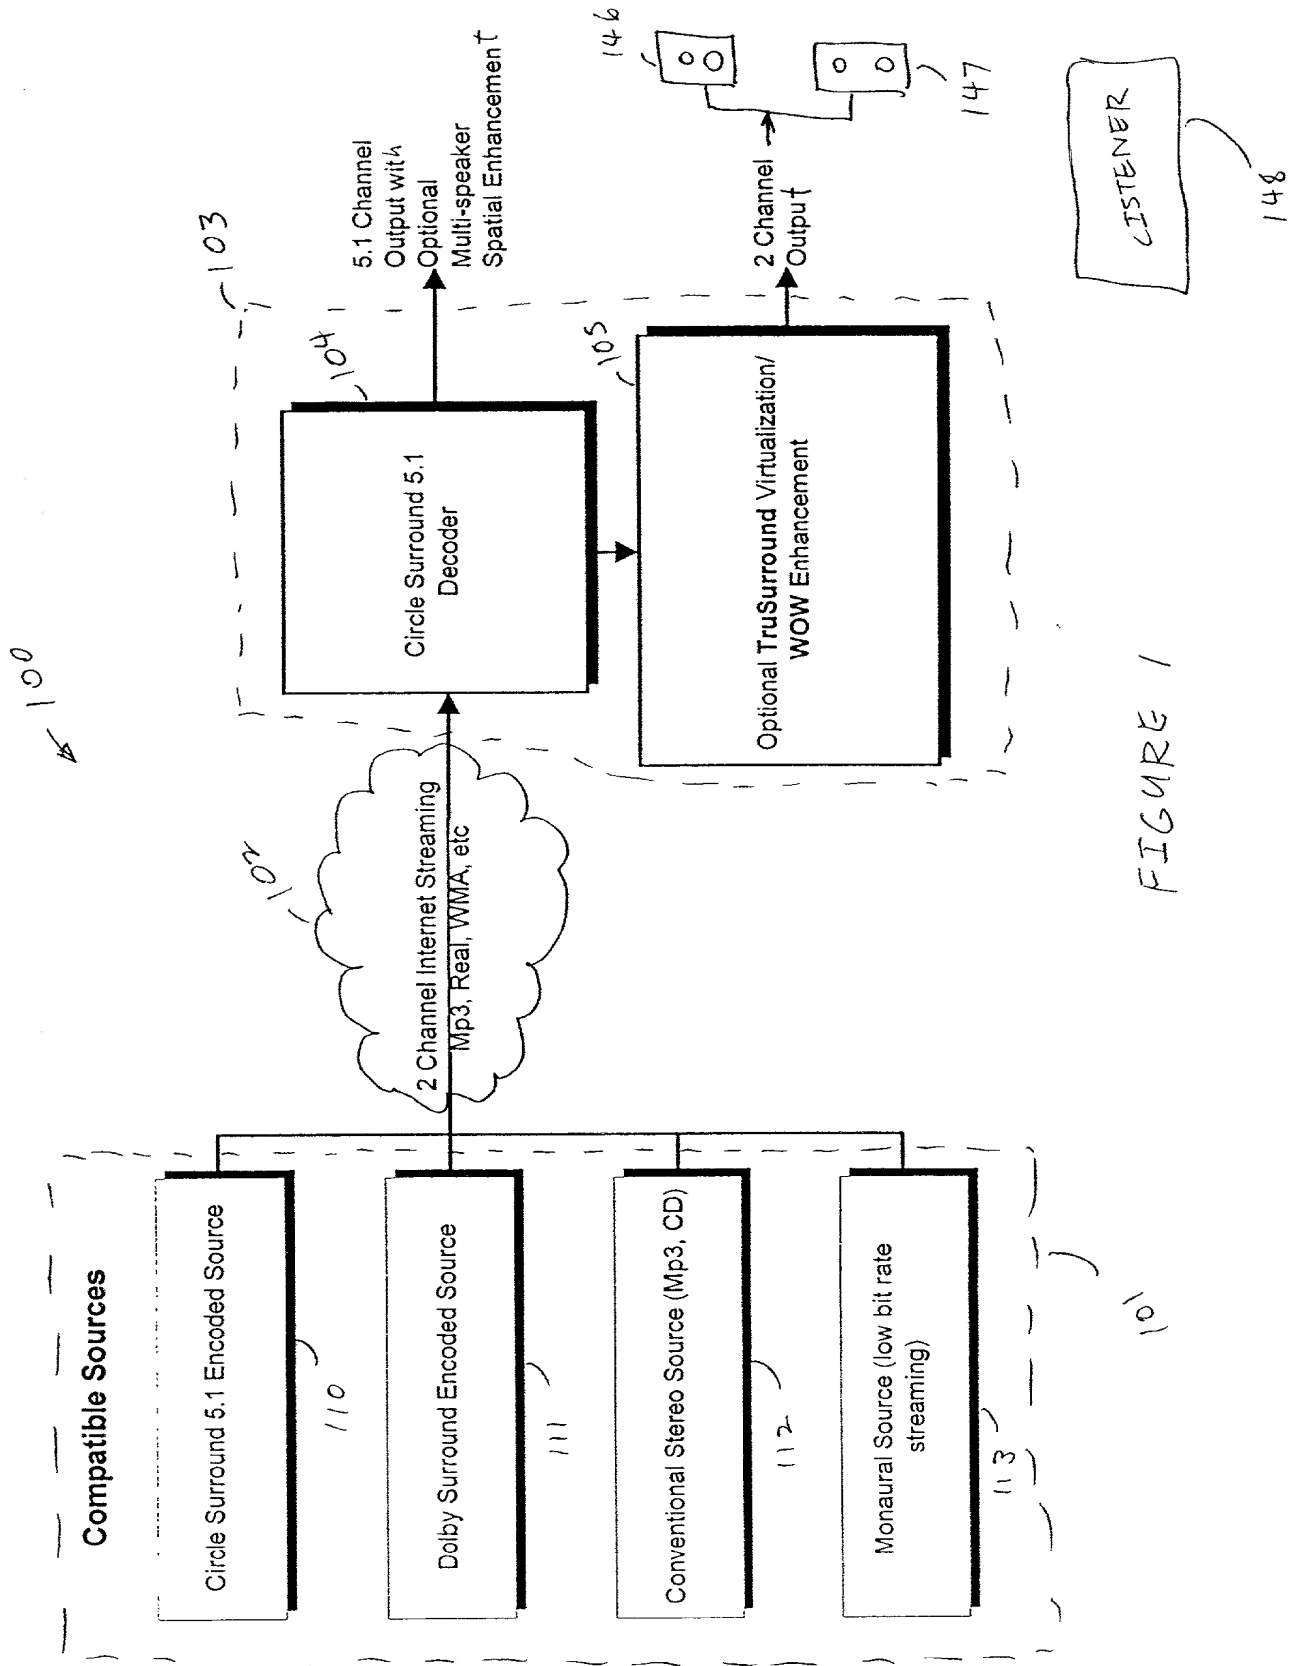 100
Compatible Sources
Circle Surround 5.1 Encoded Source
110
Dolby Surround Encoded Source
111
Conventional Stereo Source (Mp3, CD)
112
Monaural Source (low bit rate
streaming)
113
101
102
2 Channel Internet Streaming
Mp3, Real, WMA, etc
103
104
Circle Surround 5.1
Decoder
5.1 Channel
Output with
Optional
Multi-speaker
Spatial Enhancement
105
Optional TruSurround Virtualization/
WOW Enhancement
2 Channel
Output
146
147
LISTENER
148
FIGURE 1